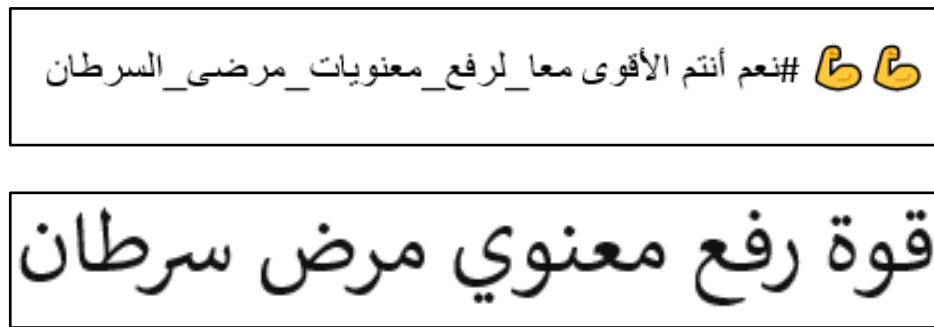 💪💪 #نعم أنتم الأقوى معا_لرفع_معنويات_مرضى_السرطان
قوة رفع معنوي مرض سرطان